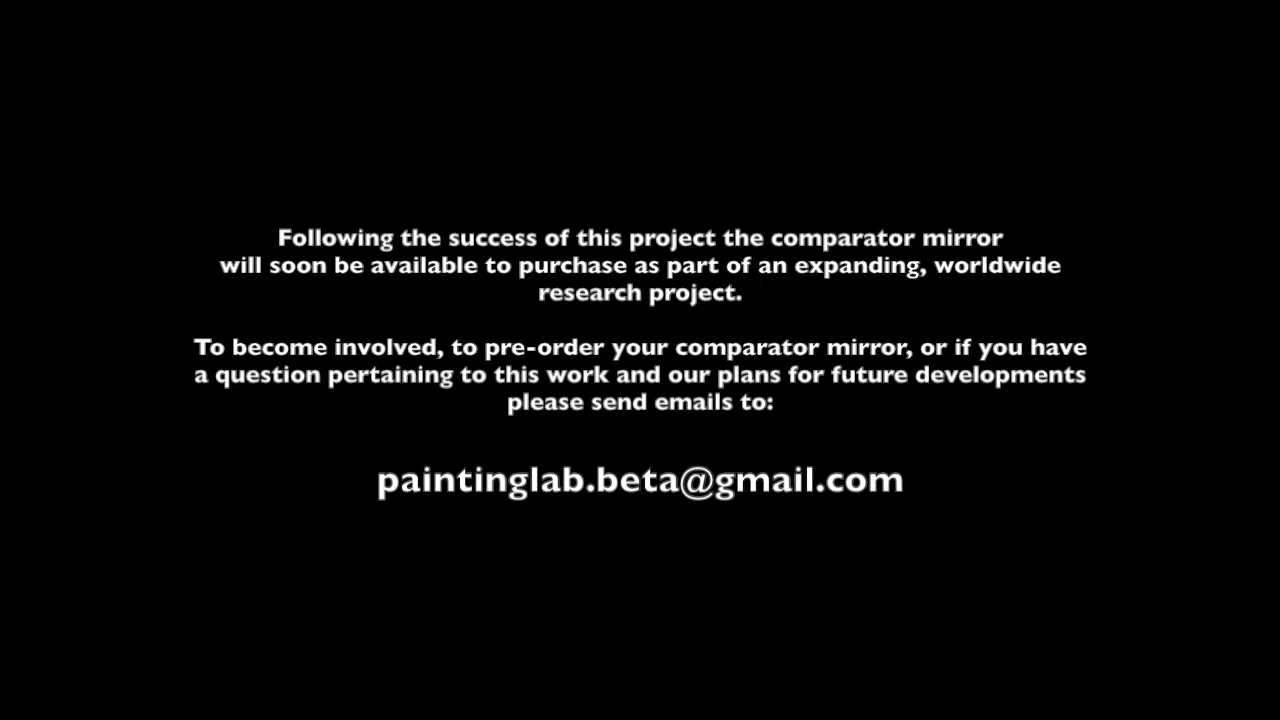 Following the success of this project the comparator mirror
will soon be available to purchase as part of an expanding, worldwide
research project.
To become involved, to pre-order your comparator mirror, or if you have
a question pertaining to this work and our plans for future developments
please send emails to:
paintinglab.beta@gmail.com